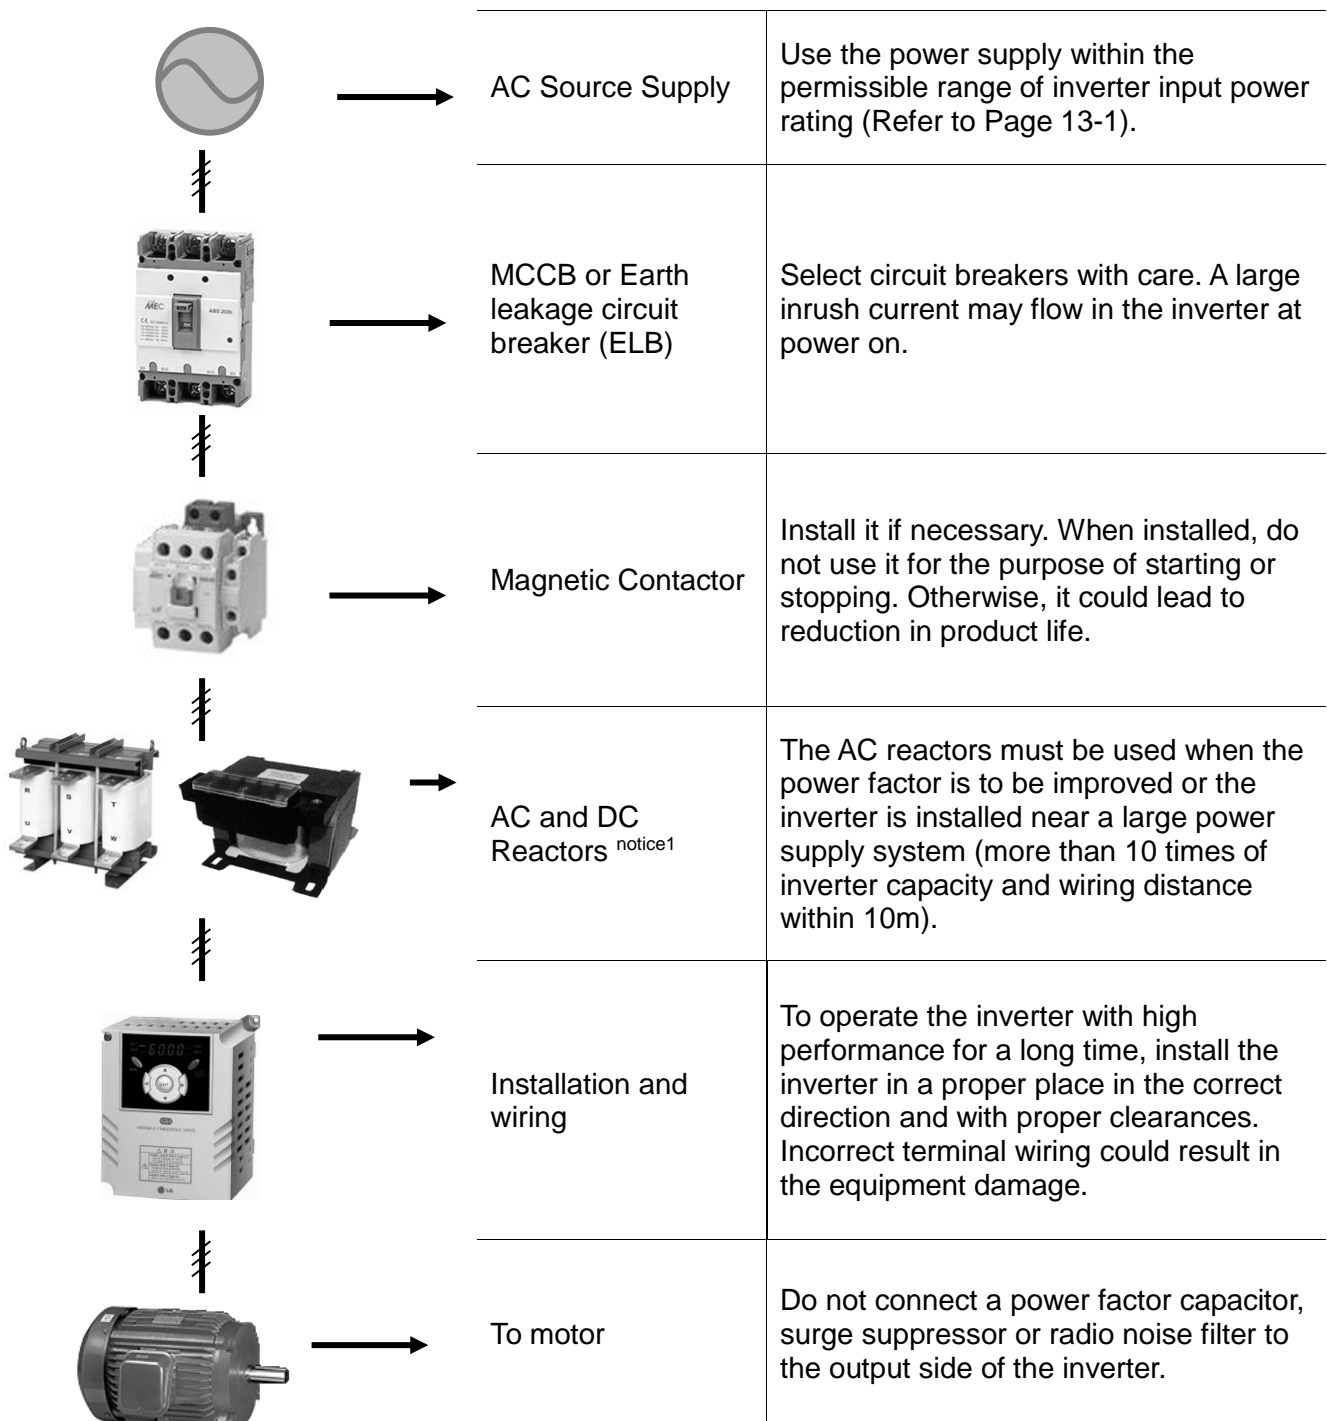 AC Source Supply
Use the power supply within the
permissible range of inverter input power
rating (Refer to Page 13-1).
MEC
ABS 203b
MCCB or Earth
leakage circuit
breaker (ELB)
Select circuit breakers with care. A large
inrush current may flow in the inverter at
power on.
Magnetic Contactor
Install it if necessary. When installed, do
not use it for the purpose of starting or
stopping. Otherwise, it could lead to
reduction in product life.
R S T
U V W
AC and DC
Reactors notice1
The AC reactors must be used when the
power factor is to be improved or the
inverter is installed near a large power
supply system (more than 10 times of
inverter capacity and wiring distance
within 10m).
60.00
LG
Installation and
wiring
To operate the inverter with high
performance for a long time, install the
inverter in a proper place in the correct
direction and with proper clearances.
Incorrect terminal wiring could result in
the equipment damage.
To motor
Do not connect a power factor capacitor,
surge suppressor or radio noise filter to
the output side of the inverter.